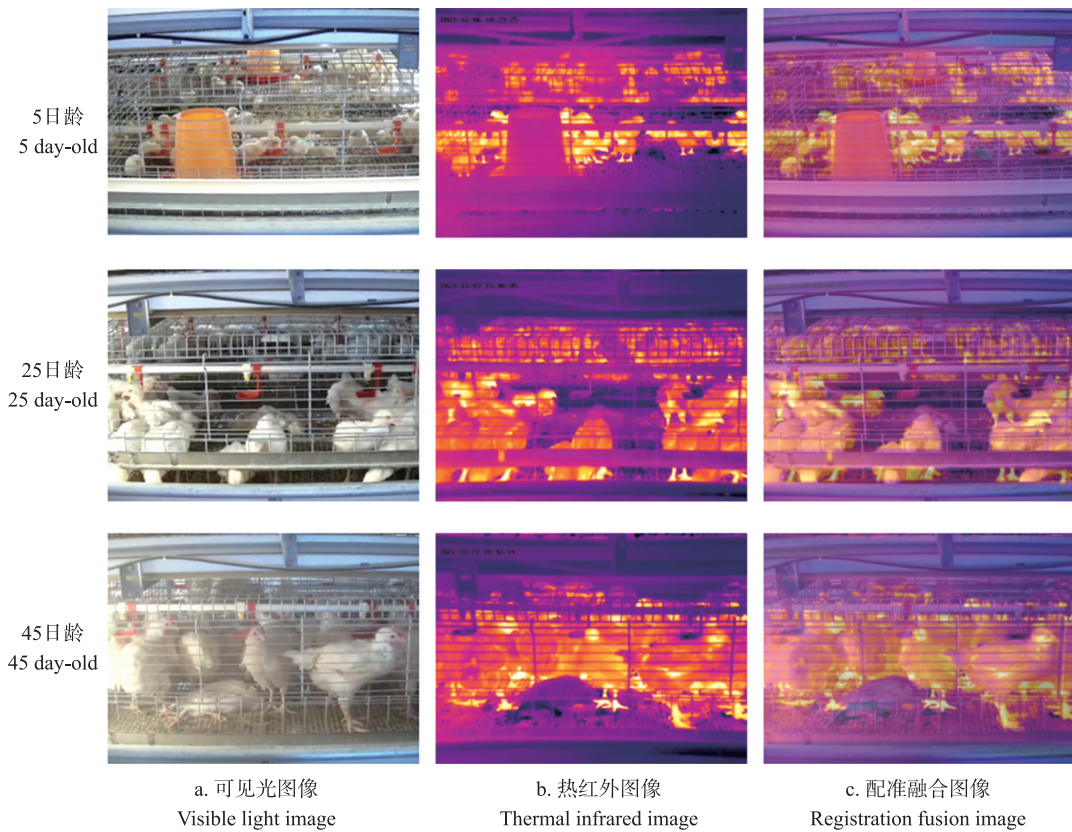 5日龄
5 day-old
25日龄
25 day-old
45日龄
45 day-old
a. 可见光图像
Visible light image
b. 热红外图像
Thermal infrared image
c. 配准融合图像
Registration fusion image